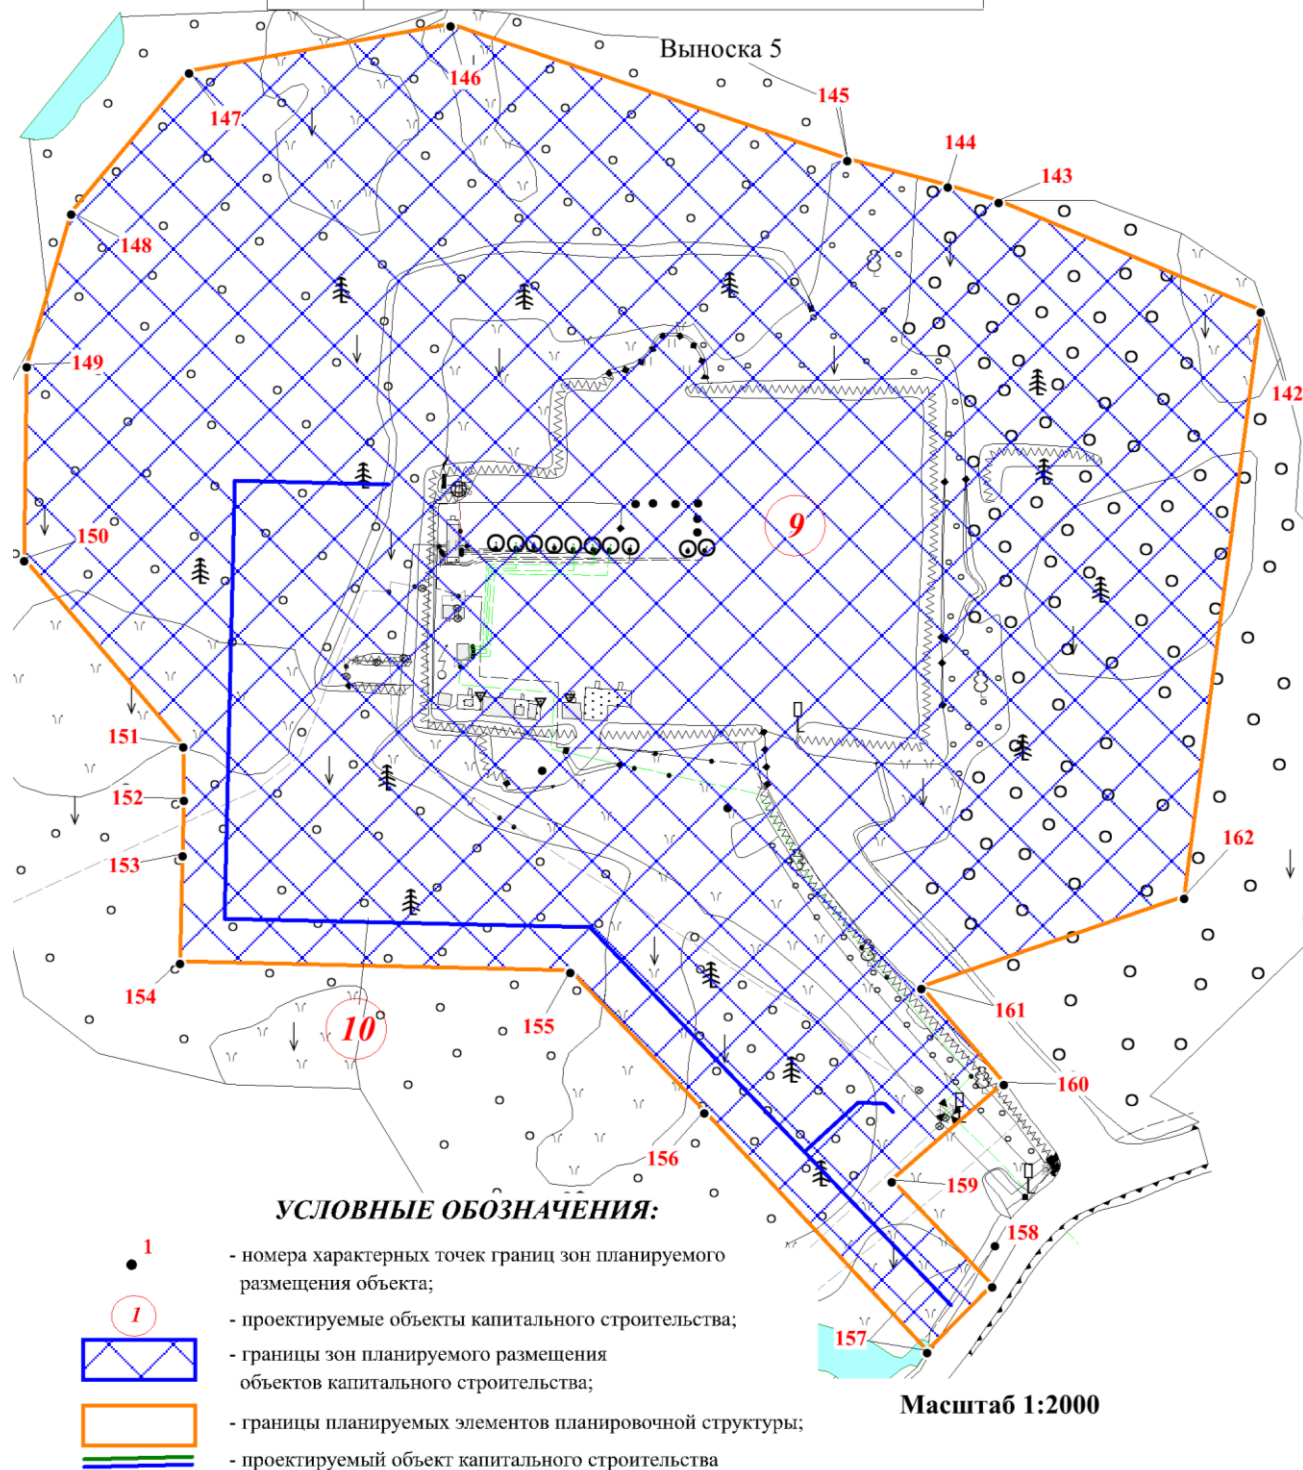 Выноска 5
146
145
147
144
143
148
149
142
9
150
151
152
153
162
154
155
10
161
160
156
159
158
157
УСЛОВНЫЕ ОБОЗНАЧЕНИЯ:
1
- номера характерных точек границ зон планируемого
размещения объекта;
1
- проектируемые объекты капитального строительства;
- границы зон планируемого размещения
объектов капитального строительства;
- границы планируемых элементов планировочной структуры;
- проектируемый объект капитального строительства
Масштаб 1:2000